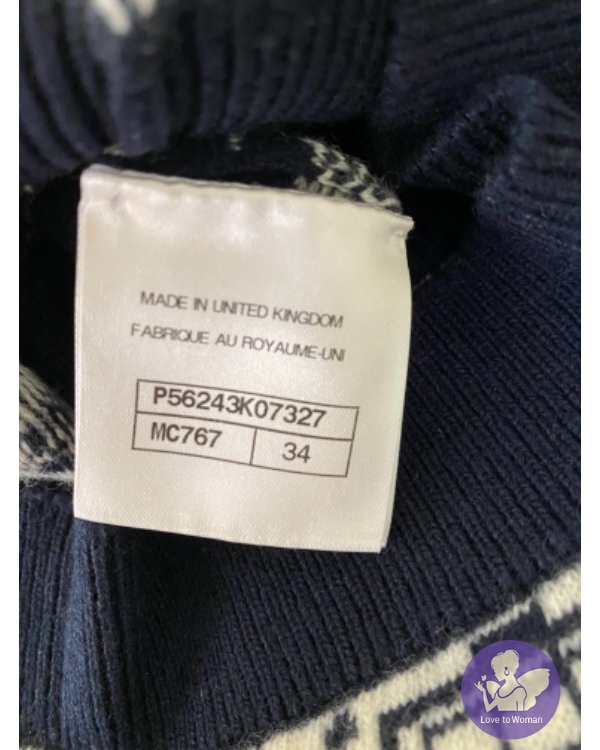 MADE IN UNITED KINGDOM
FABRIQUE AU ROYAUME-UNI
P56243K07327
MC767 34
Love to Woman